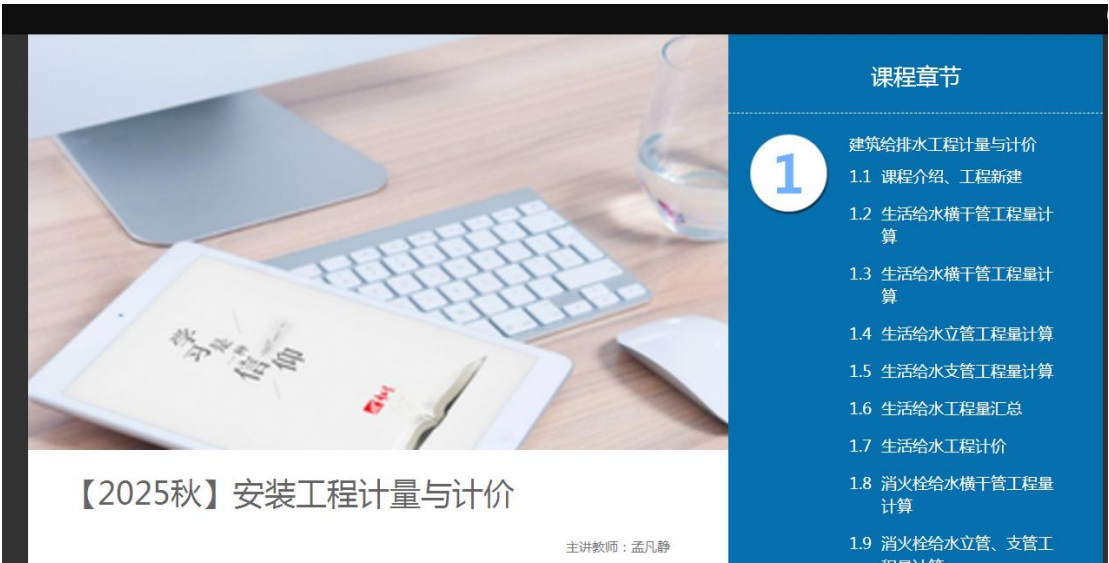 课程章节
1
建筑给排水工程计量与计价
1.1 课程介绍、工程新建
1.2 生活给水横干管工程量计
算
1.3 生活给水横干管工程量计
算
1.4 生活给水立管工程量计算
1.5 生活给水支管工程量计算
1.6 生活给水工程量汇总
1.7 生活给水工程计价
1.8 消火栓给水横干管工程量
计算
1.9 消火栓给水立管、支管工
程量计算
学习是一种信仰
【2025秋】安装工程计量与计价
主讲教师：孟凡静